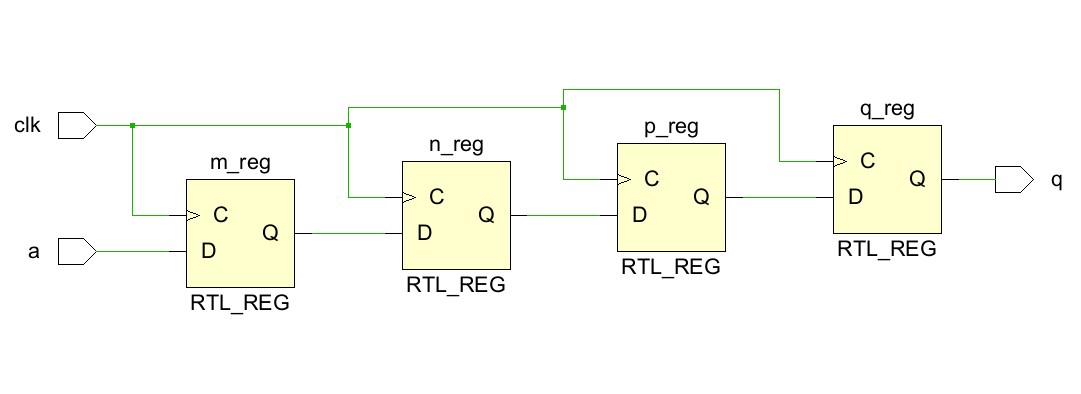 clk
a
m_reg
C
D
Q
RTL_REG
n_reg
C
D
Q
RTL_REG
p_reg
C
D
Q
RTL_REG
q_reg
C
D
Q
RTL_REG
q